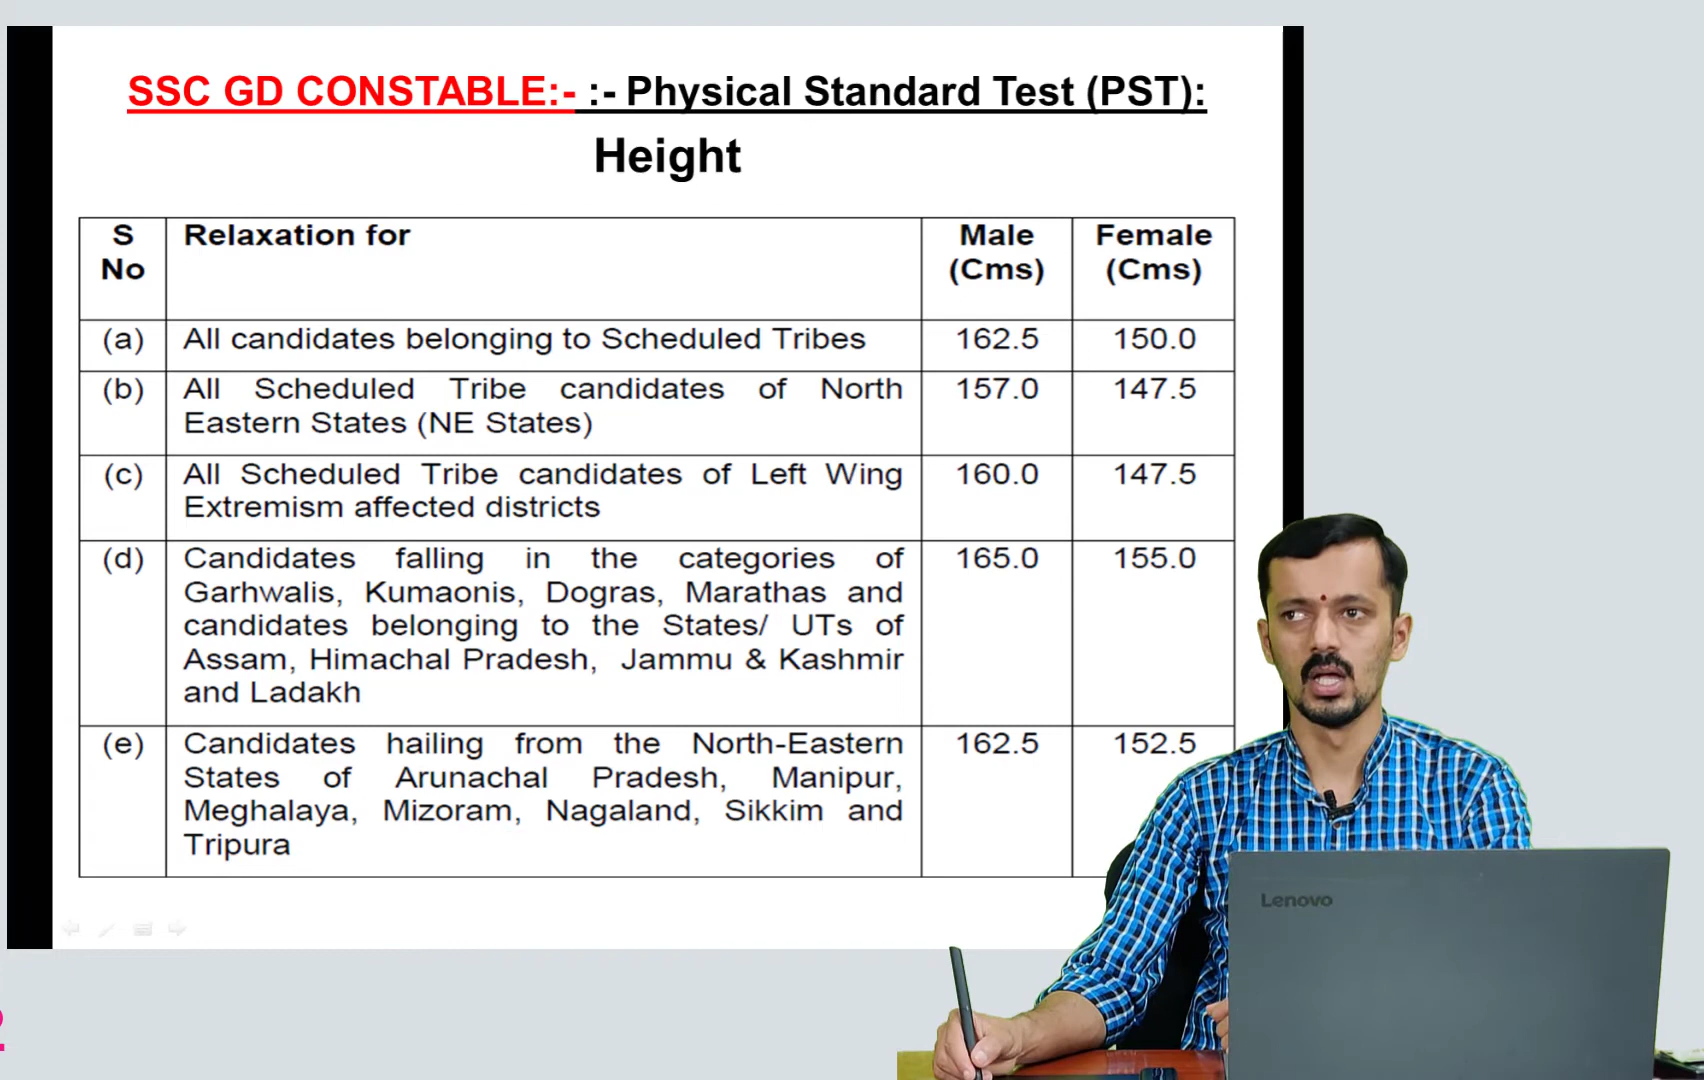 SSC GD CONSTABLE:- :- Physical Standard Test (PST):
Height
S No Relaxation for Male (Cms) Female (Cms)
(a) All candidates belonging to Scheduled Tribes 162.5 150.0
(b) All Scheduled Tribe candidates of North 157.0 147.5
Eastern States (NE States)
(c) All Scheduled Tribe candidates of Left Wing 160.0 147.5
Extremism affected districts
(d) Candidates falling in the categories of 165.0 155.0
Garhwalis, Kumaonis, Dogras, Marathas and
candidates belonging to the States/ UTs of
Assam, Himachal Pradesh, Jammu & Kashmir
and Ladakh
(e) Candidates hailing from the North-Eastern 162.5 152.5
States of Arunachal Pradesh, Manipur,
Meghalaya, Mizoram, Nagaland, Sikkim and
Tripura
Lenovo